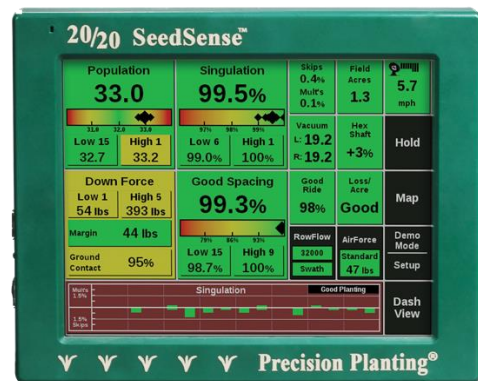 20/20 SeedSense™
Population
33.0
31.0 32.0 33.0
Low 15
32.7
High 1
33.2
Singulation
99.5%
97% 98% 99%
Low 6
99.0%
High 1
100%
Skips
0.4%
Mult's
0.1%
Field
Acres
1.3
5.7
mph
Vacuum
L: 19.2
R: 19.2
Hex
Shaft
+3%
Hold
Down Force
Low 1
54 lbs
High 5
393 lbs
Margin
44 lbs
Ground
Contact
95%
Good Spacing
99.3%
79% 86% 93%
Low 15
98.7%
High 9
100%
Good
Ride
98%
Loss/
Acre
Good
Map
RowFlow
32000
Swath
AirForce
Standard
47 lbs
Demo
Mode
Setup
Mult's
1.5%
Singulation
Good Planting
1.5%
Skips
Dash
View
Precision Planting®